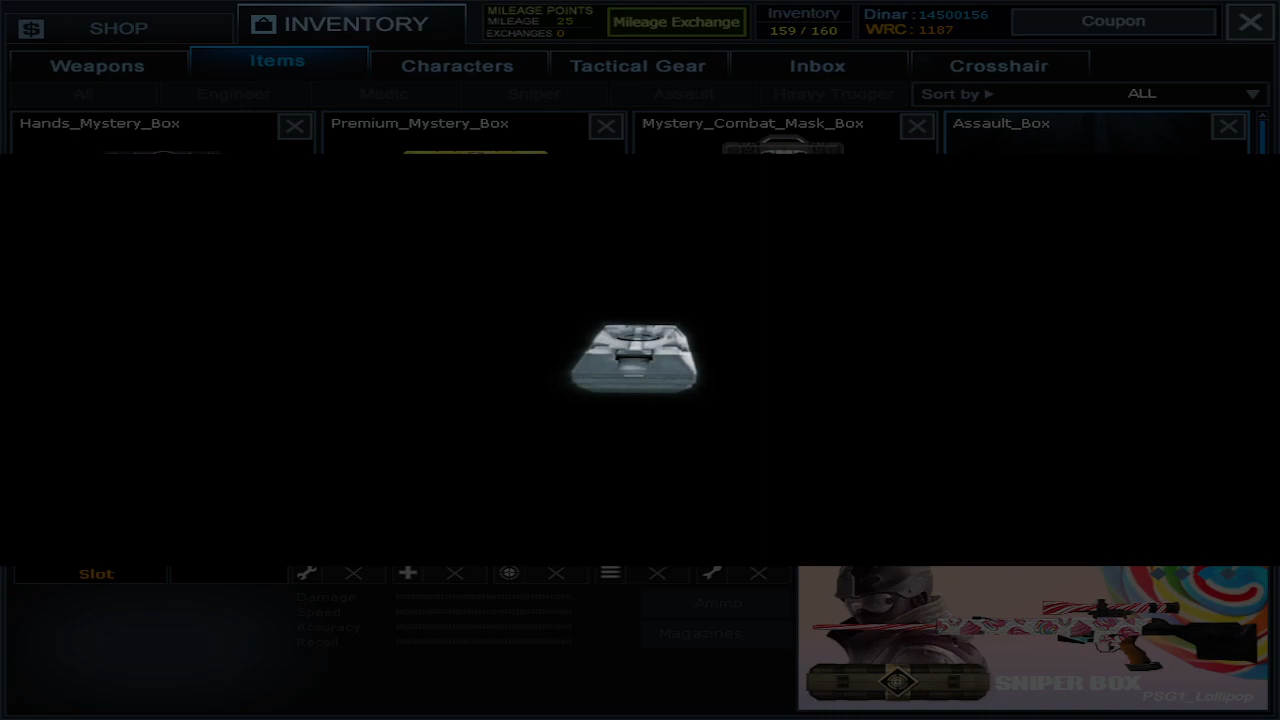 SHOP
INVENTORY
MILEAGE POINTS
MILEAGE 25
EXCHANGES 0
Mileage Exchange
Inventory
159 / 160
Dinar : 14500156
WRC : 1187
Coupon
Weapons
Items
Characters
Tactical Gear
Inbox
Crosshair
All
Engineer
Medic
Sniper
Assault
Heavy Trooper
Sort by
ALL
Hands_Mystery_Box
Premium_Mystery_Box
Mystery_Combat_Mask_Box
Assault_Box
Slot
Damage
Speed
Accuracy
Recoil
Ammo
Magazines
SNIPER BOX
PSG1_Lollipop